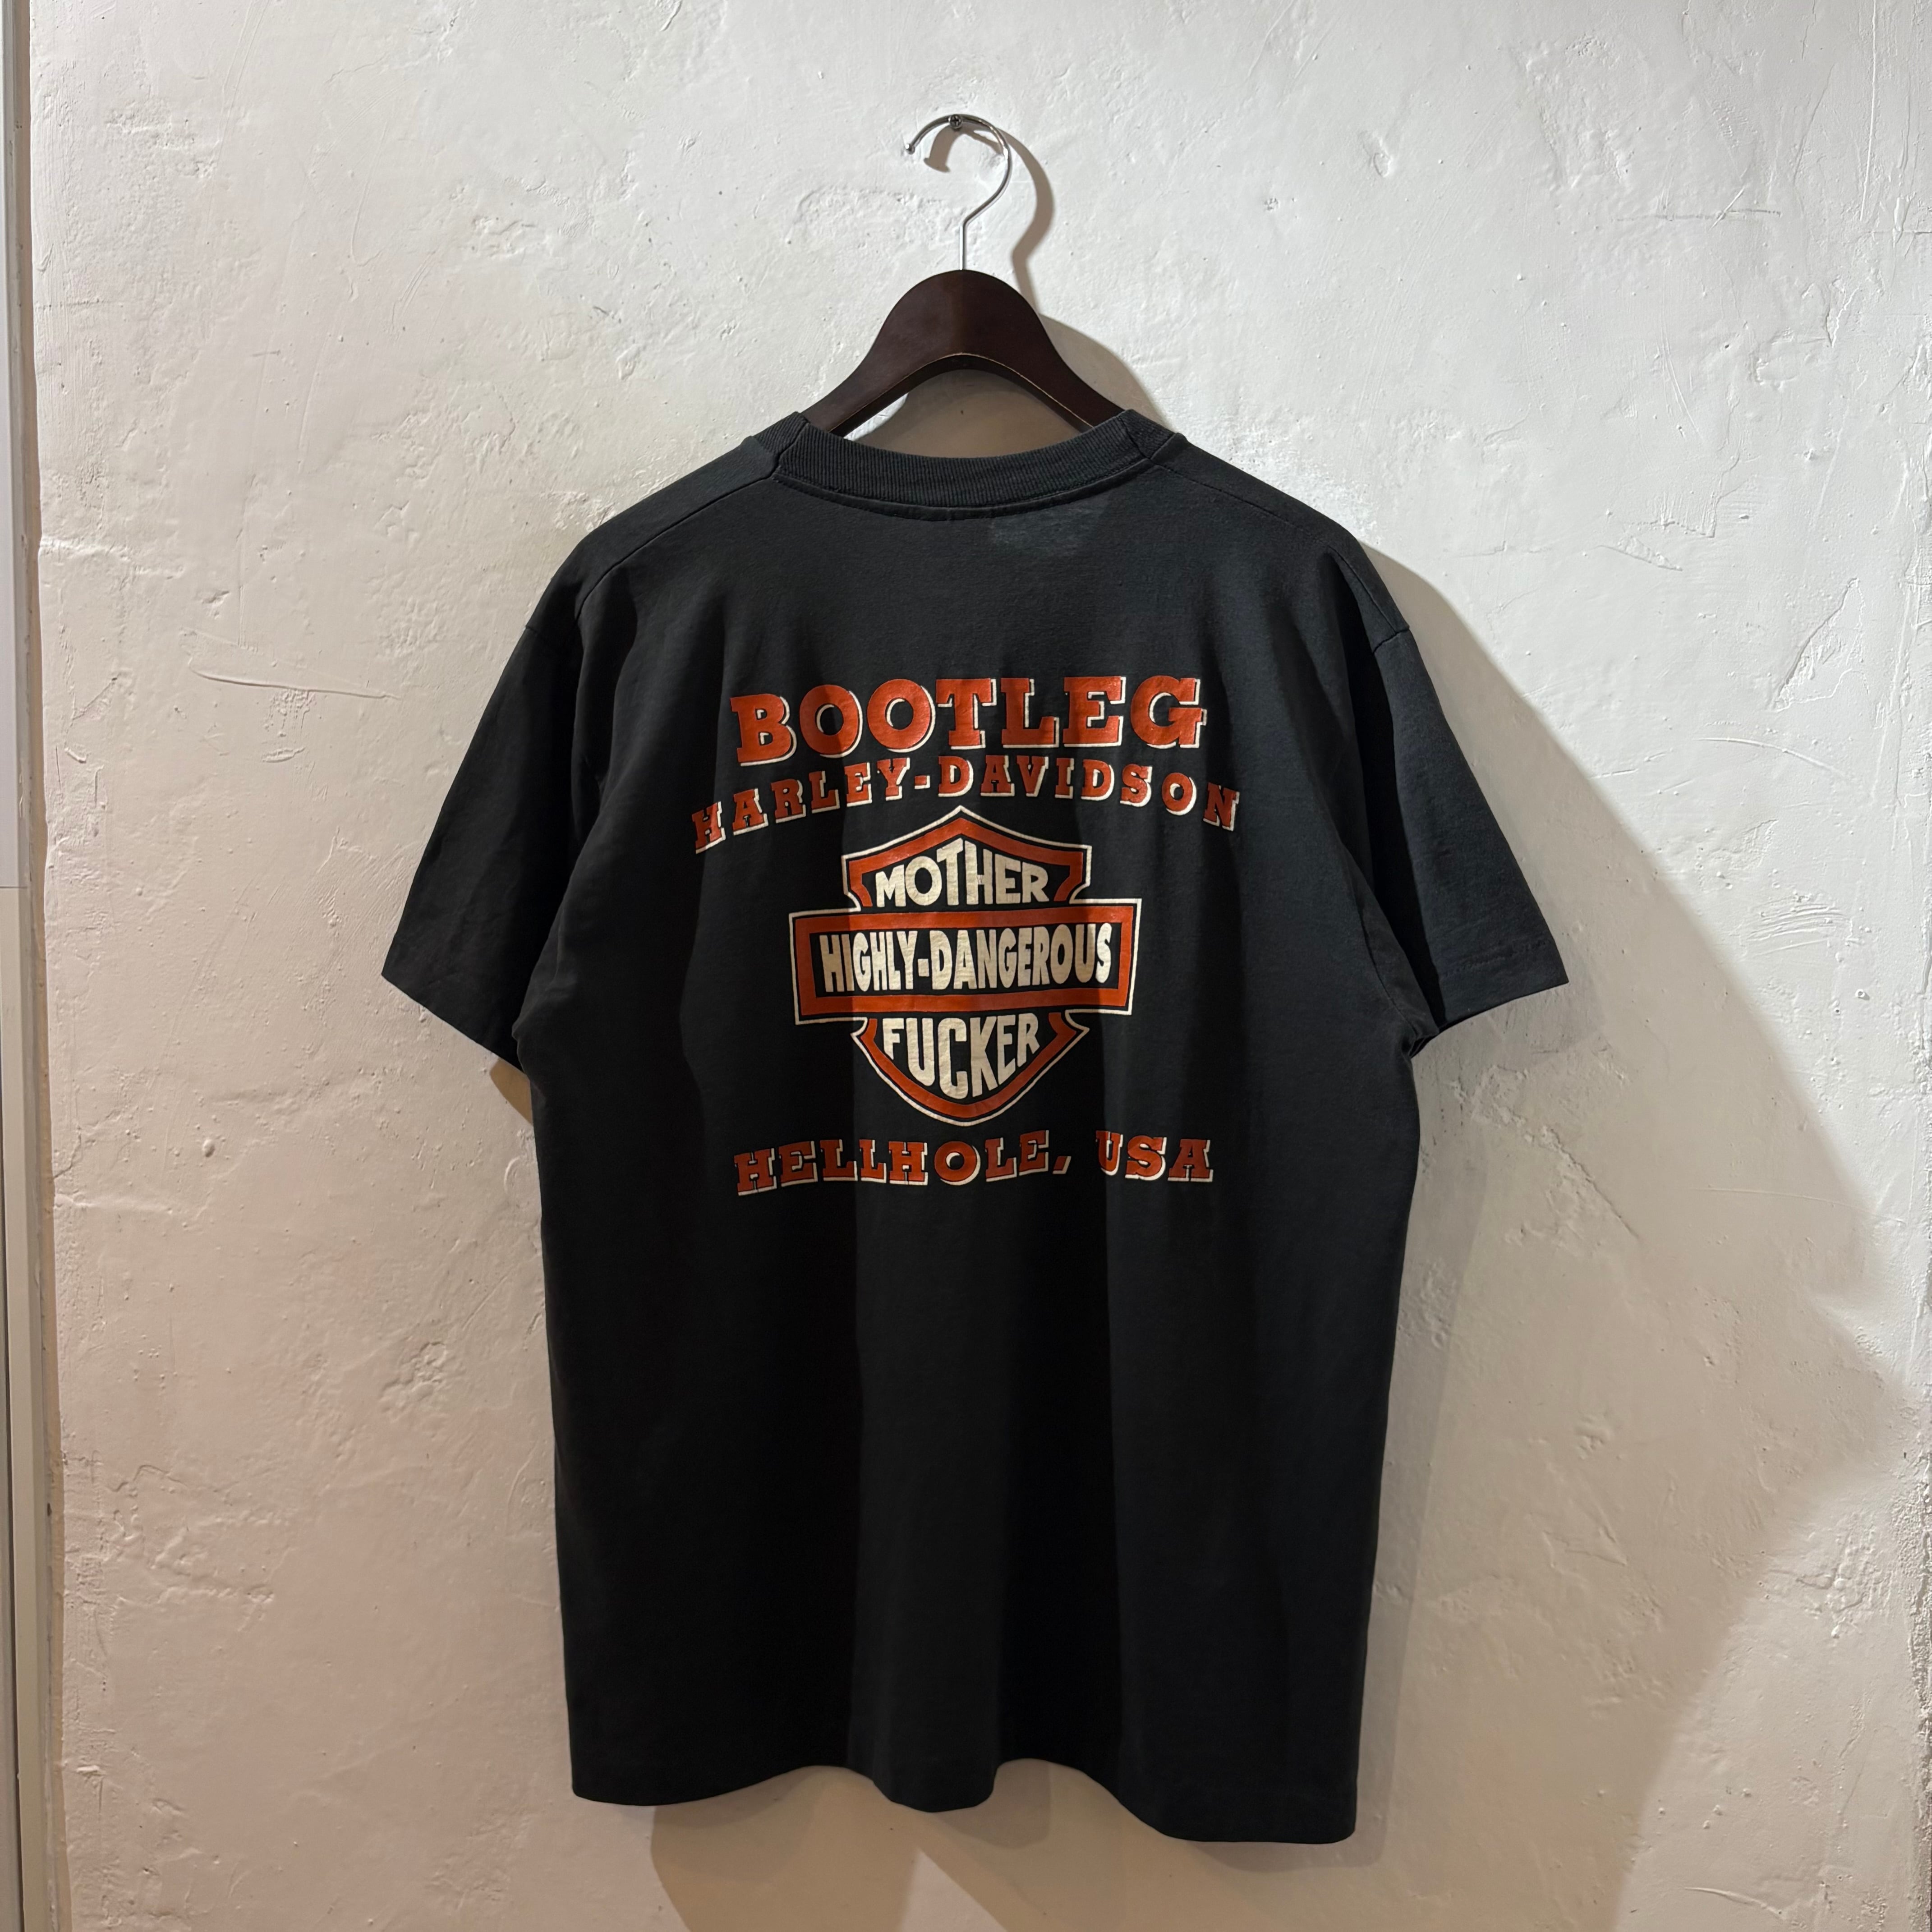 BOOTLEG
HARLEY-DAVIDSON
MOTHER
HIGHLY-DANGEROUS
FUCKER
HELLHOLE, USA